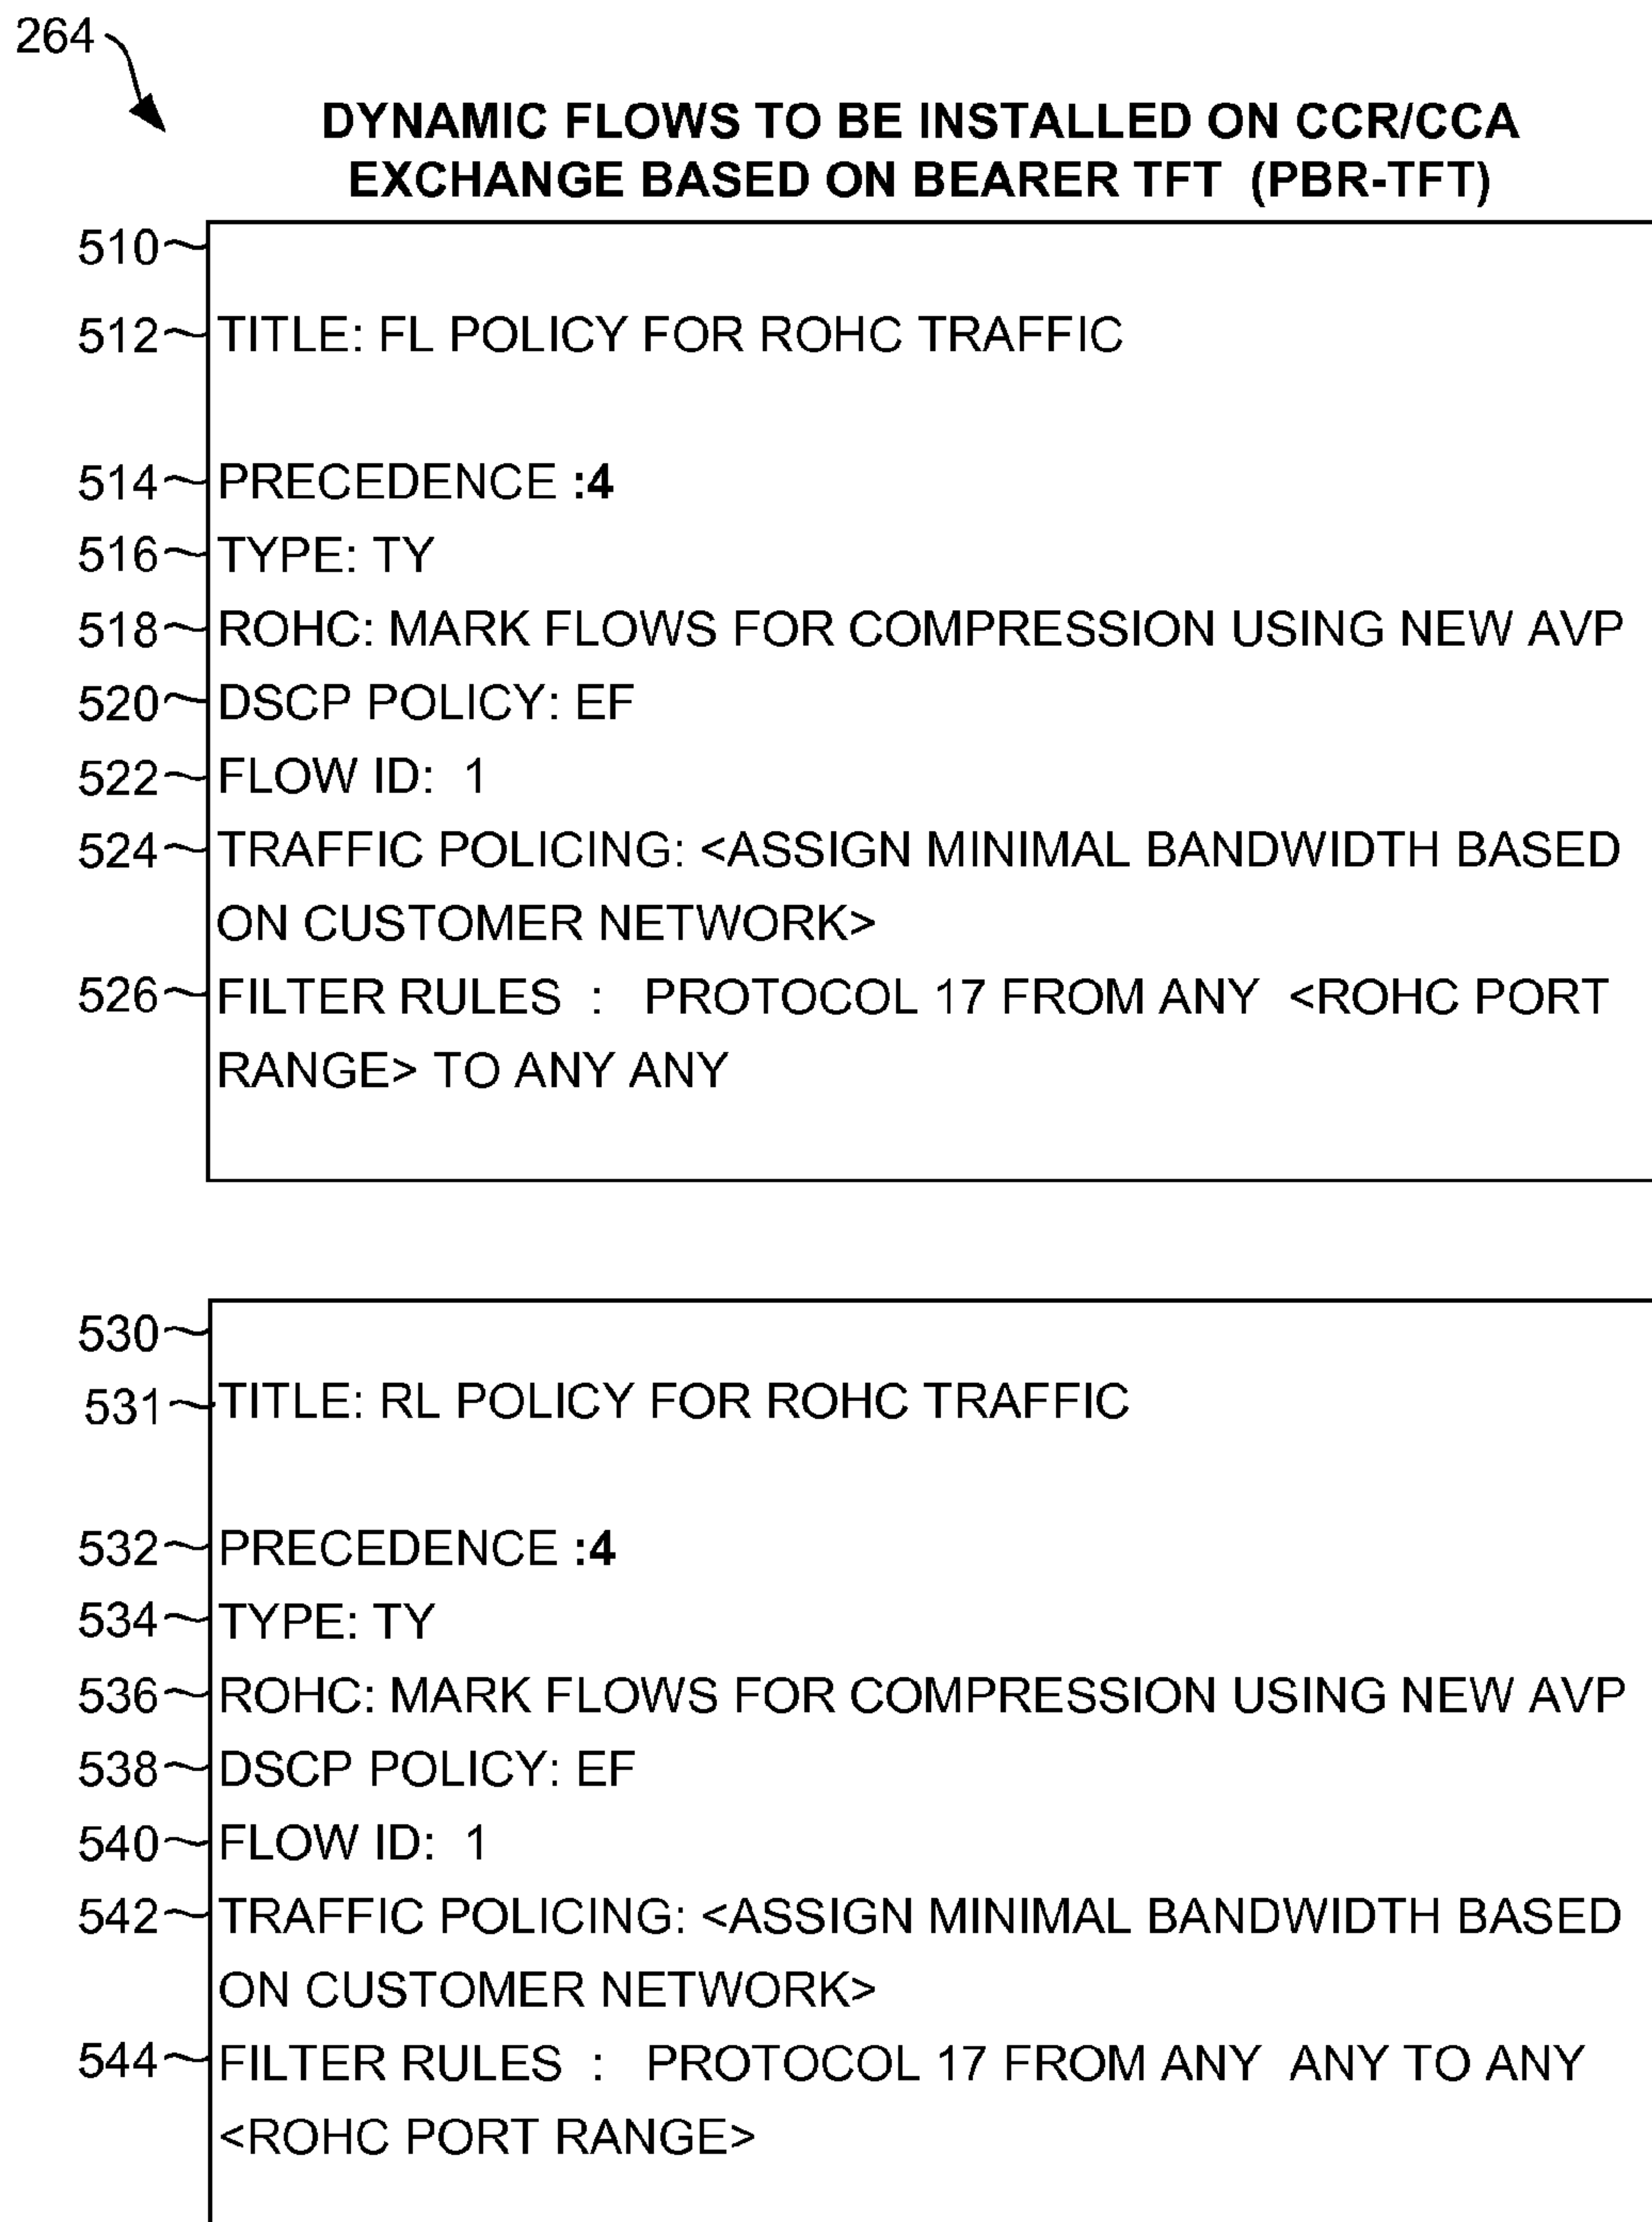 264
DYNAMIC FLOWS TO BE INSTALLED ON CCR/CCA
EXCHANGE BASED ON BEARER TFT (PBR-TFT)
510
512 TITLE: FL POLICY FOR ROHC TRAFFIC
514 PRECEDENCE :4
516 TYPE: TY
518 ROHC: MARK FLOWS FOR COMPRESSION USING NEW AVP
520 DSCP POLICY: EF
522 FLOW ID: 1
524 TRAFFIC POLICING: <ASSIGN MINIMAL BANDWIDTH BASED
ON CUSTOMER NETWORK>
526 FILTER RULES : PROTOCOL 17 FROM ANY <ROHC PORT
RANGE> TO ANY ANY
530
531 TITLE: RL POLICY FOR ROHC TRAFFIC
532 PRECEDENCE :4
534 TYPE: TY
536 ROHC: MARK FLOWS FOR COMPRESSION USING NEW AVP
538 DSCP POLICY: EF
540 FLOW ID: 1
542 TRAFFIC POLICING: <ASSIGN MINIMAL BANDWIDTH BASED
ON CUSTOMER NETWORK>
544 FILTER RULES : PROTOCOL 17 FROM ANY ANY TO ANY
<ROHC PORT RANGE>